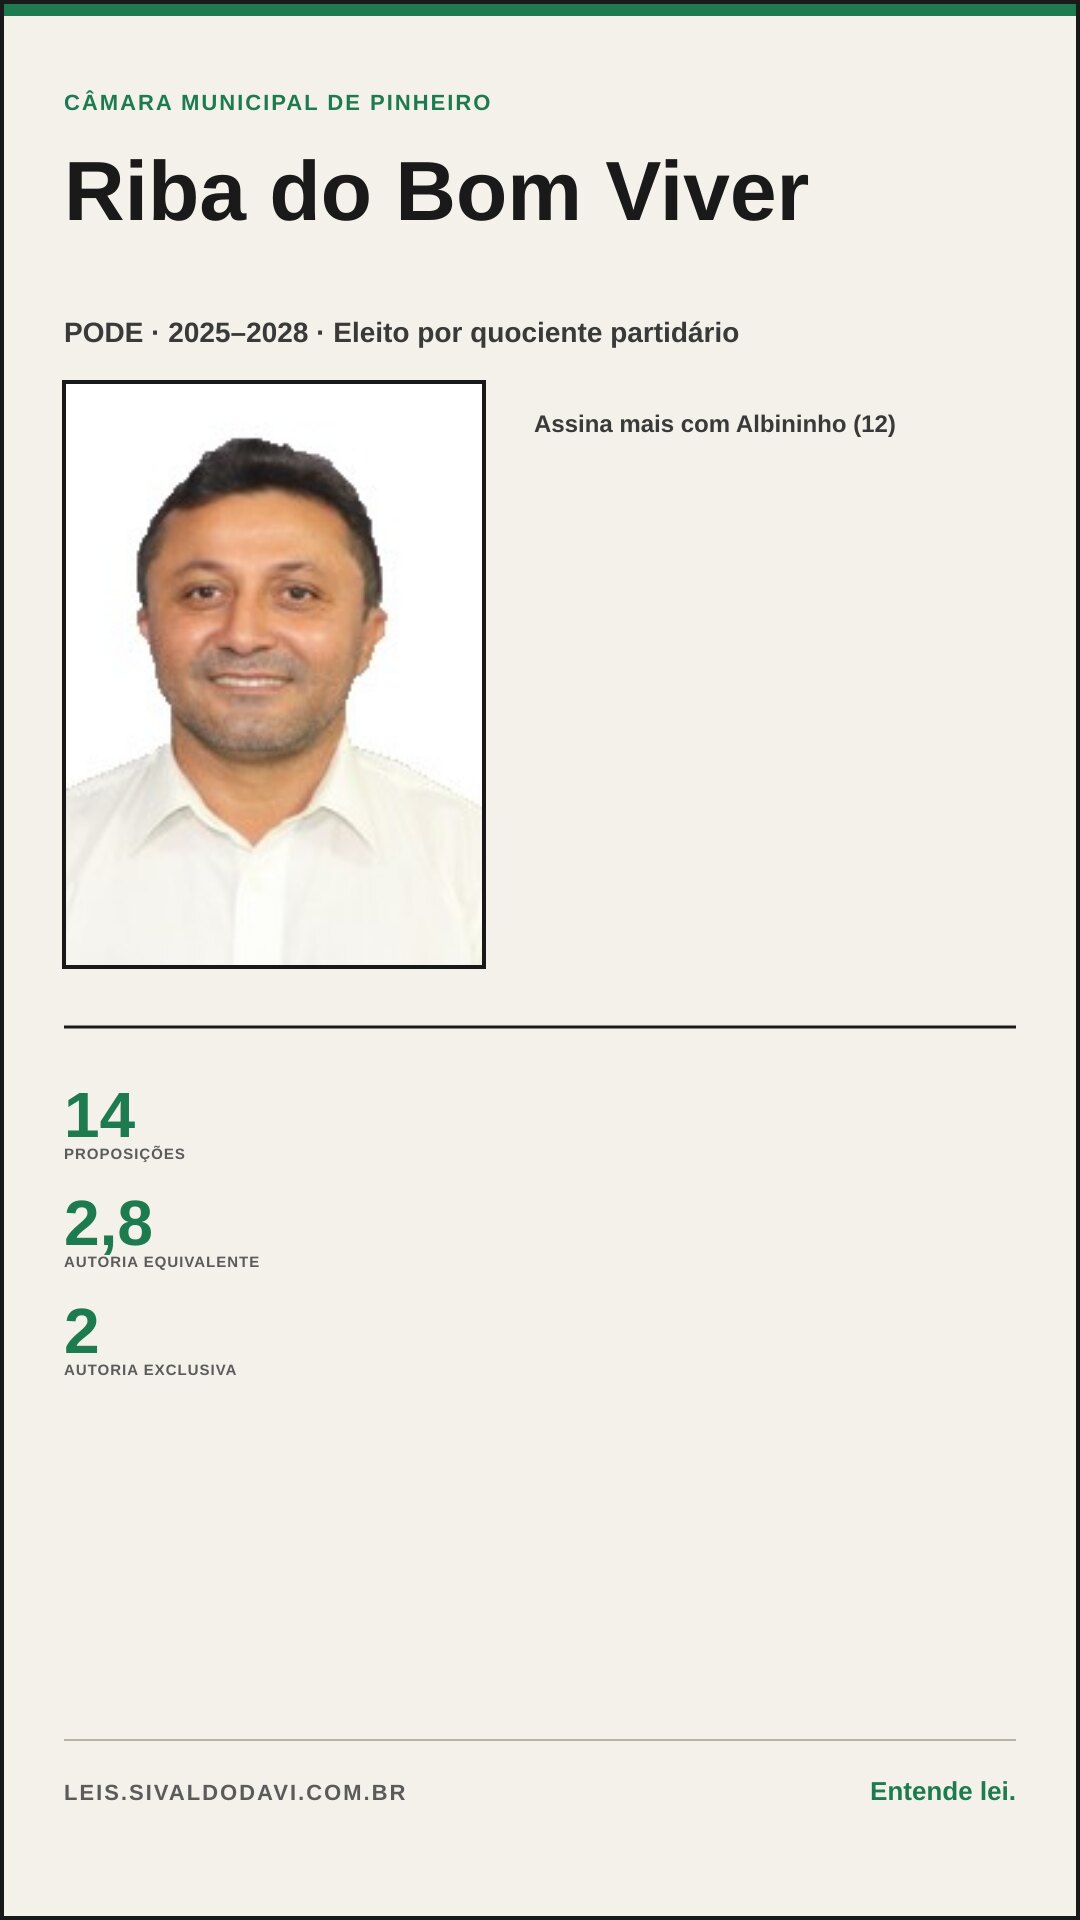 CÂMARA MUNICIPAL DE PINHEIRO
Riba do Bom Viver
PODE · 2025–2028 · Eleito por quociente partidário
Assina mais com Albininho (12)
14
PROPOSIÇÕES
2,8
AUTORIA EQUIVALENTE
2
AUTORIA EXCLUSIVA
LEIS.SIVALDODAVI.COM.BR
Entende lei.